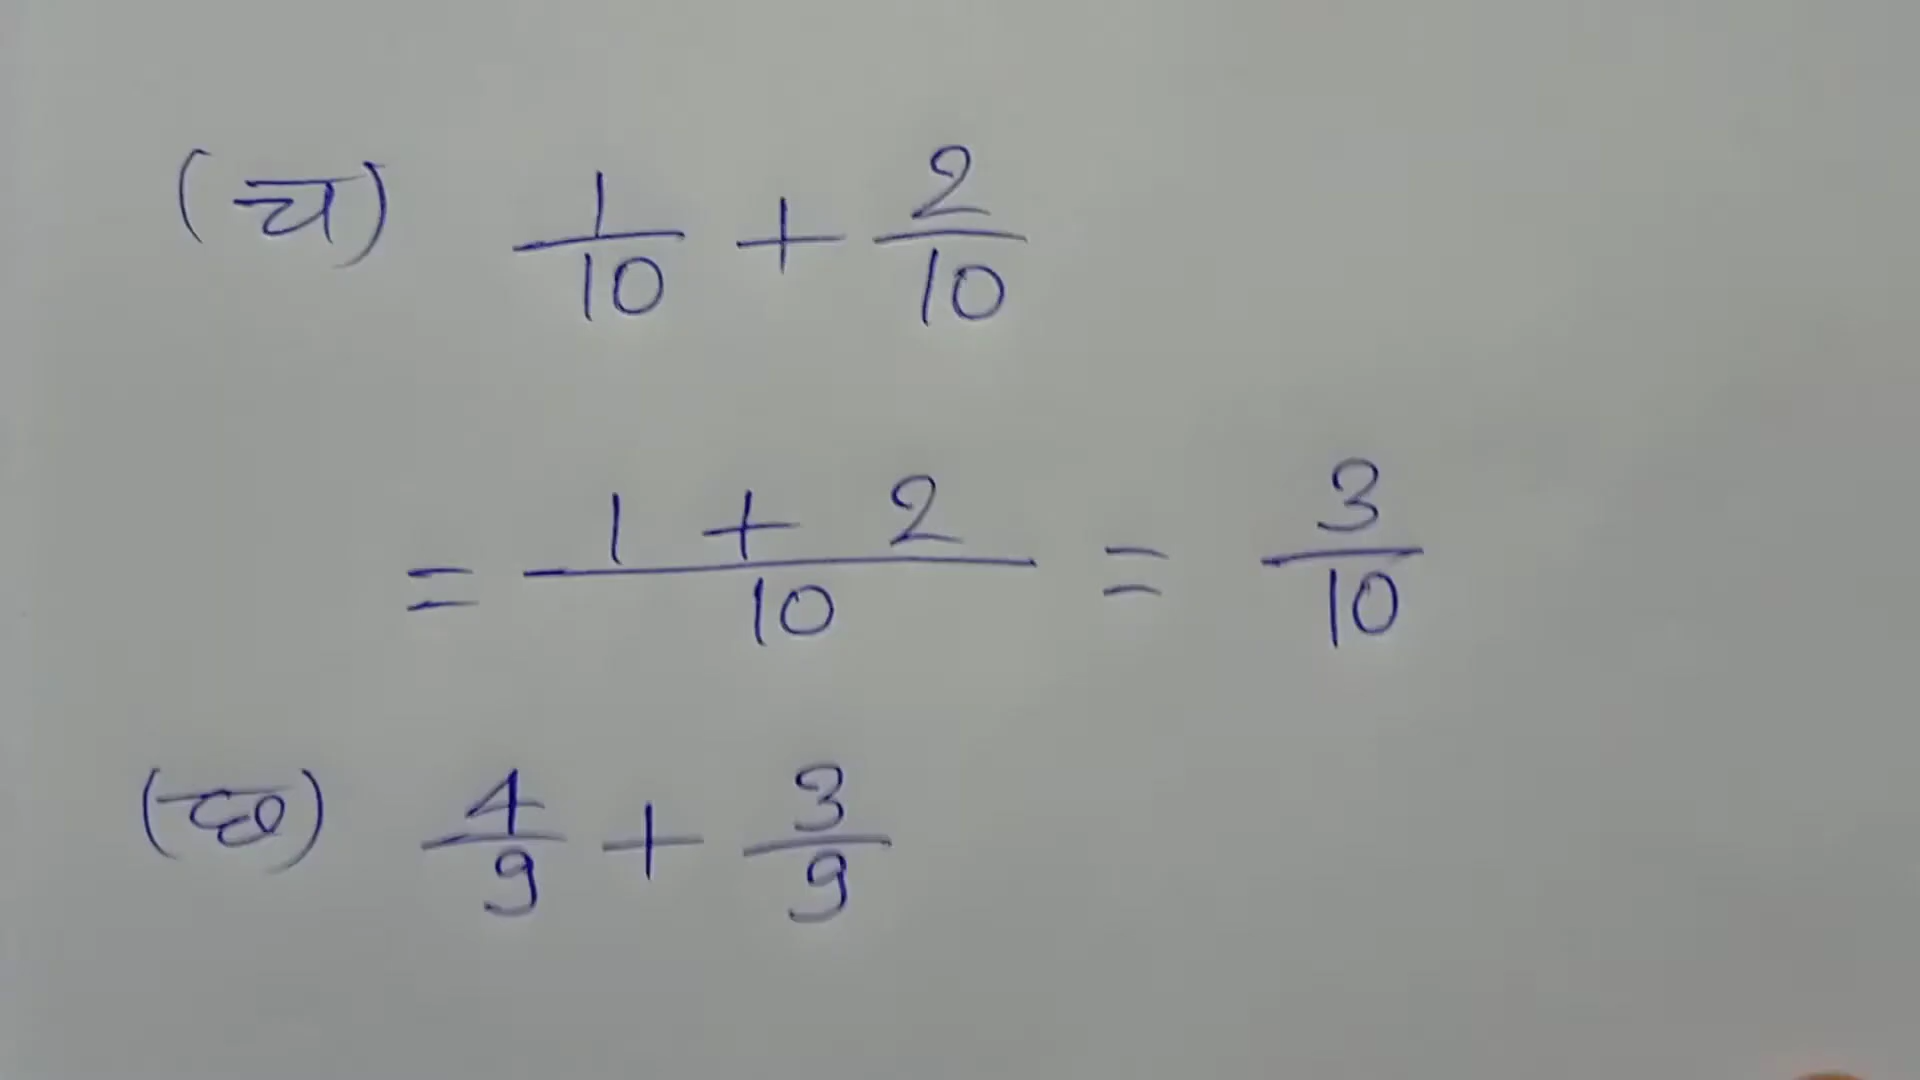 (च) 1/10 + 2/10
= 1 + 2/10 = 3/10
(छ) 4/9 + 3/9